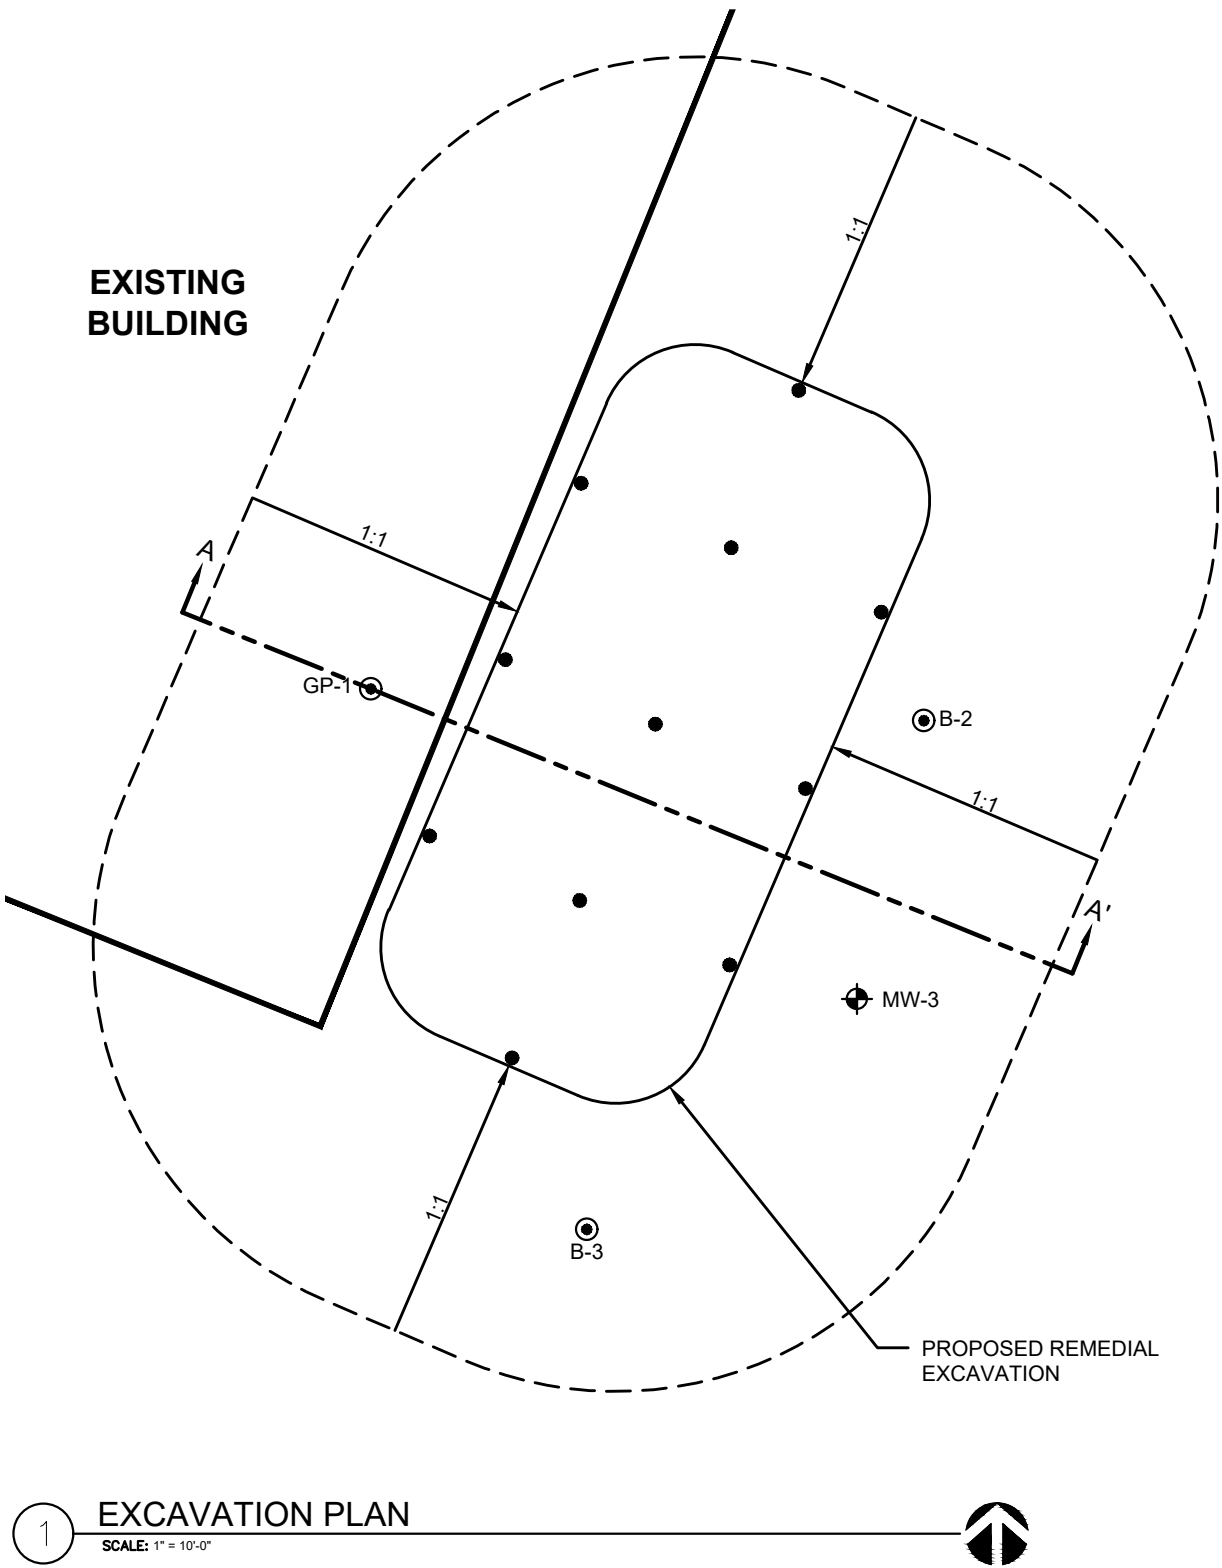 EXISTING
BUILDING
1:1
1:1
A
GP-1
B-2
1:1
A'
MW-3
1:1
B-3
PROPOSED REMEDIAL
EXCAVATION
1
EXCAVATION PLAN
SCALE: 1" = 10'-0"